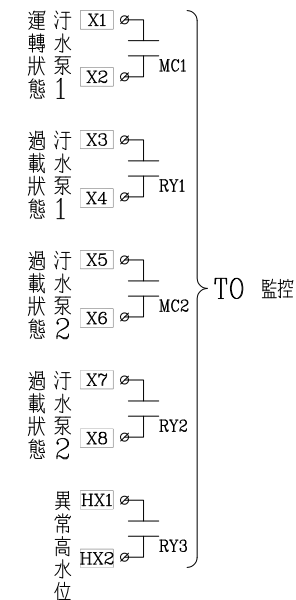 汙水泵1
運轉狀態
X1
X2
MC1
汙水泵1
過載狀態
X3
X4
RY1
汙水泵2
過載狀態
X5
X6
MC2
汙水泵2
過載狀態
X7
X8
RY2
異常高水位
HX1
HX2
RY3
TO 監控